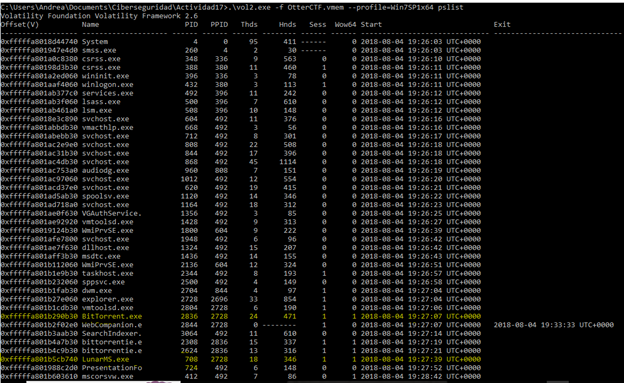 C:\Users\Andrea\Documents\Ciberseguridad\Actividad17>.\vol2.exe -f OtterCTF.vmem --profile=Win7SP1x64 pslist
Volatility Foundation Volatility Framework 2.6
Offset(V) Name PID PPID Thds Hnds Sess Wow64 Start Exit
0xfffffa8018d44740 System 4 0 95 411 ------ 0 2018-08-04 19:26:03 UTC+0000
0xfffffa801947e4d0 smss.exe 260 4 2 30 ------ 0 2018-08-04 19:26:03 UTC+0000
0xfffffa801a0c8380 csrss.exe 348 336 9 563 0 0 2018-08-04 19:26:10 UTC+0000
0xfffffa80198d3b30 csrss.exe 388 380 11 460 1 0 2018-08-04 19:26:11 UTC+0000
0xfffffa801a2ed060 wininit.exe 396 336 3 78 0 0 2018-08-04 19:26:11 UTC+0000
0xfffffa801aaf4060 winlogon.exe 432 380 3 113 1 0 2018-08-04 19:26:11 UTC+0000
0xfffffa801ab377c0 services.exe 492 396 11 242 0 0 2018-08-04 19:26:12 UTC+0000
0xfffffa801ab3f060 lsass.exe 500 396 7 610 0 0 2018-08-04 19:26:12 UTC+0000
0xfffffa801ab461a0 lsm.exe 508 396 10 148 0 0 2018-08-04 19:26:12 UTC+0000
0xfffffa8018e3c890 svchost.exe 604 492 11 376 0 0 2018-08-04 19:26:16 UTC+0000
0xfffffa801abbdb30 vmacthlp.exe 668 492 3 56 0 0 2018-08-04 19:26:16 UTC+0000
0xfffffa801abebb30 svchost.exe 712 492 8 301 0 0 2018-08-04 19:26:17 UTC+0000
0xfffffa801ac2e9e0 svchost.exe 808 492 22 508 0 0 2018-08-04 19:26:18 UTC+0000
0xfffffa801ac31b30 svchost.exe 844 492 17 396 0 0 2018-08-04 19:26:18 UTC+0000
0xfffffa801ac4db30 svchost.exe 868 492 45 1114 0 0 2018-08-04 19:26:18 UTC+0000
0xfffffa801ac753a0 audiodg.exe 960 808 7 151 0 0 2018-08-04 19:26:19 UTC+0000
0xfffffa801ac97060 svchost.exe 1012 492 12 554 0 0 2018-08-04 19:26:20 UTC+0000
0xfffffa801acd37e0 svchost.exe 620 492 19 415 0 0 2018-08-04 19:26:21 UTC+0000
0xfffffa801ad5ab30 spoolsv.exe 1120 492 14 346 0 0 2018-08-04 19:26:22 UTC+0000
0xfffffa801ad718a0 svchost.exe 1164 492 18 312 0 0 2018-08-04 19:26:23 UTC+0000
0xfffffa801ae0f630 VGAuthService. 1356 492 3 85 0 0 2018-08-04 19:26:25 UTC+0000
0xfffffa801ae92920 vmtoolsd.exe 1428 492 9 313 0 0 2018-08-04 19:26:27 UTC+0000
0xfffffa8019124b30 WmiPrvSE.exe 1800 604 9 222 0 0 2018-08-04 19:26:39 UTC+0000
0xfffffa801afe7800 svchost.exe 1948 492 6 96 0 0 2018-08-04 19:26:42 UTC+0000
0xfffffa801ae7f630 dllhost.exe 1324 492 15 207 0 0 2018-08-04 19:26:42 UTC+0000
0xfffffa801aff3b30 msdtc.exe 1436 492 14 155 0 0 2018-08-04 19:26:43 UTC+0000
0xfffffa801b112060 WmiPrvSE.exe 2136 604 12 324 0 0 2018-08-04 19:26:51 UTC+0000
0xfffffa801b1e9b30 taskhost.exe 2344 492 8 193 1 0 2018-08-04 19:26:57 UTC+0000
0xfffffa801b232060 sppsvc.exe 2500 492 4 149 0 0 2018-08-04 19:26:58 UTC+0000
0xfffffa801b1fab30 dwm.exe 2704 844 4 97 1 0 2018-08-04 19:27:04 UTC+0000
0xfffffa801b27e060 explorer.exe 2728 2696 33 854 1 0 2018-08-04 19:27:04 UTC+0000
0xfffffa801b1cdb30 vmtoolsd.exe 2804 2728 6 190 1 0 2018-08-04 19:27:06 UTC+0000
0xfffffa801b290b30 BitTorrent.exe 2836 2728 24 471 1 1 2018-08-04 19:27:07 UTC+0000
0xfffffa801b2f02e0 WebCompanion.e 2844 2728 0 -------- 1 0 2018-08-04 19:27:07 UTC+0000 2018-08-04 19:33:33 UTC+0000
0xfffffa801b3aab30 SearchIndexer. 3064 492 11 610 0 0 2018-08-04 19:27:14 UTC+0000
0xfffffa801b4a7b30 bittorrentie.e 2308 2836 15 337 1 1 2018-08-04 19:27:19 UTC+0000
0xfffffa801b4c9b30 bittorrentie.e 2624 2836 13 316 1 1 2018-08-04 19:27:21 UTC+0000
0xfffffa801b5cb740 LunarMS.exe 708 2728 18 346 1 1 2018-08-04 19:27:39 UTC+0000
0xfffffa801988c2d0 PresentationFo 724 492 6 148 0 0 2018-08-04 19:27:52 UTC+0000
0xfffffa801b603610 mscorsvw.exe 412 492 7 86 0 1 2018-08-04 19:28:42 UTC+0000